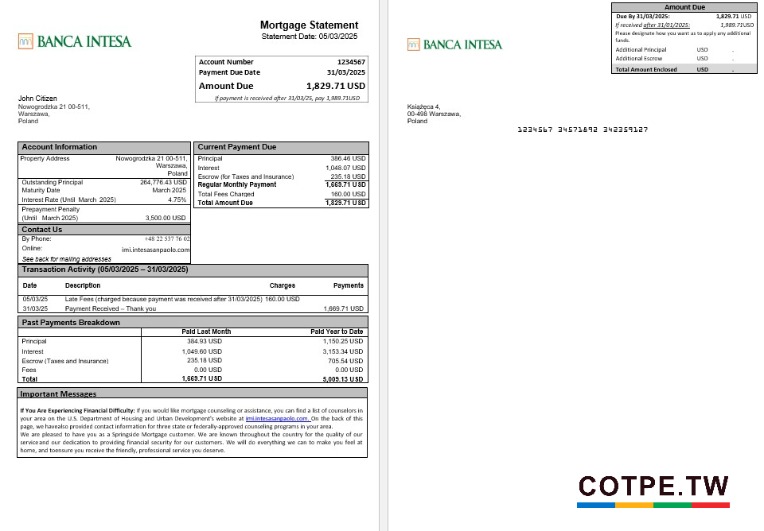 Mortgage Statement
Statement Date: 05/03/2025
BANCA INTESA
Account Number 1234567
Payment Due Date 31/03/2025
Amount Due 1,829.71 USD
If payment is received after 31/03/25, pay 1,989.71USD
John Citizen
Nowogrodzka 21 00-511,
Warszawa,
Poland
Account Information
Property Address Nowogrodzka 21 00-511,
Warszawa,
Poland
Outstanding Principal 264,776.43 USD
Maturity Date March 2025
Interest Rate (Until March 2025) 4.75%
Prepayment Penalty
(Until March 2025) 3,500.00 USD
Contact Us
By Phone: +48 22 537 76 02
Online: imi.intesasanpaolo.com
See back for mailing addresses
Current Payment Due
Principal 386.46 USD
Interest 1,048.07 USD
Escrow (for Taxes and Insurance) 235.18 USD
Regular Monthly Payment 1,669.71 USD
Total Fees Charged 160.00 USD
Total Amount Due 1,829.71 USD
Transaction Activity (05/03/2025 – 31/03/2025)
Date Description Charges Payments
05/03/25 Late Fees (charged because payment was received after 31/03/2025) 160.00 USD
31/03/25 Payment Received – Thank you 1,669.71 USD
Past Payments Breakdown
Paid Last Month Paid Year to Date
Principal 384.93 USD 1,150.25 USD
Interest 1,049.60 USD 3,153.34 USD
Escrow (Taxes and Insurance) 235.18 USD 705.54 USD
Fees 0.00 USD 0.00 USD
Total 1,669.71 USD 5,009.13 USD
Important Messages
If You Are Experiencing Financial Difficulty: If you would like mortgage counseling or assistance, you can find a list of counselors in
your area on the U.S. Department of Housing and Urban Development's website at imi.intesasanpaolo.com. On the back of this
page, we havealso provided contact information for three state or federally-approved counseling programs in your area.
We are pleased to have you as a Springside Mortgage customer. We are known throughout the country for the quality of our
service and our dedication to providing financial security for our customers. We will do everything we can to make you feel at
home, and toensure you receive the friendly, professional service you deserve.
Amount Due
Due By 31/03/2025: 1,829.71 USD
If received after 31/01/2025: 1,989.71USD
Please designate how you want us to apply any additional
funds.
Additional Principal USD .
Additional Escrow USD .
Total Amount Enclosed USD .
BANCA INTESA
Książęca 4,
00-498 Warszawa,
Poland
1234567 34571892 342359127
COTPE.TW